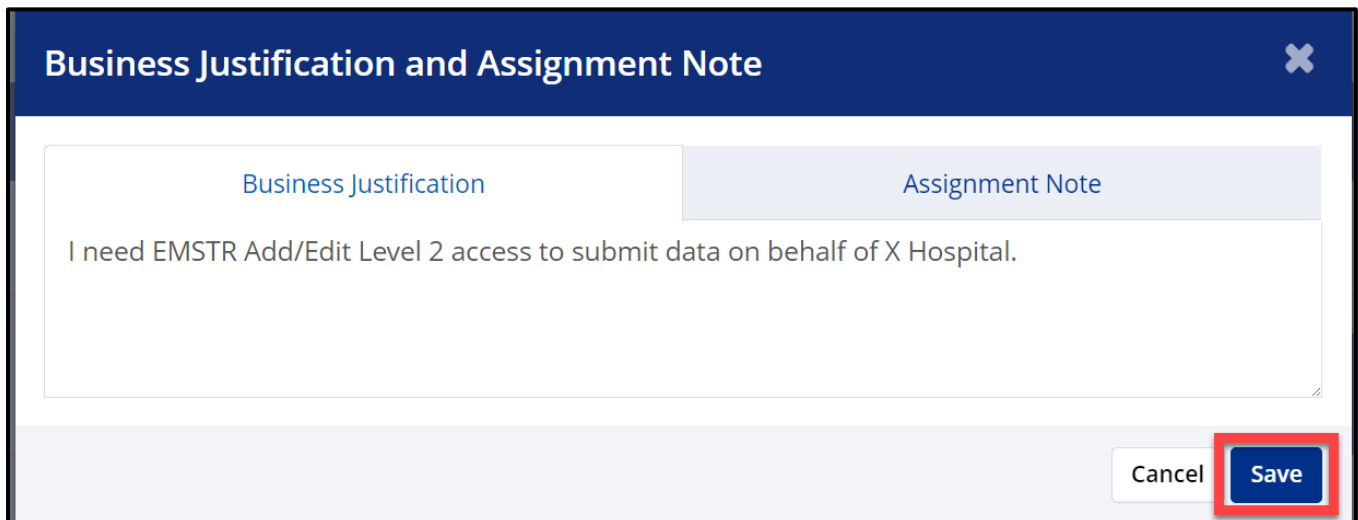 Business Justification and Assignment Note
Business Justification
Assignment Note
I need EMSTR Add/Edit Level 2 access to submit data on behalf of X Hospital.
Cancel
Save